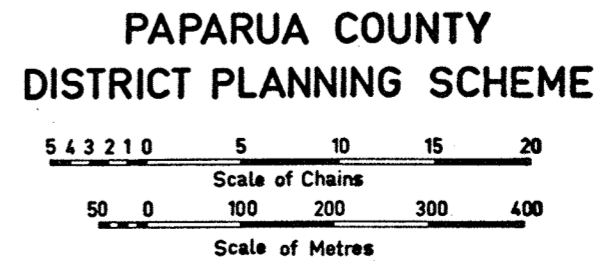 PAPARUA COUNTY
DISTRICT PLANNING SCHEME
5 4 3 2 1 0 5 10 15 20
Scale of Chains
50 0 100 200 300 400
Scale of Metres